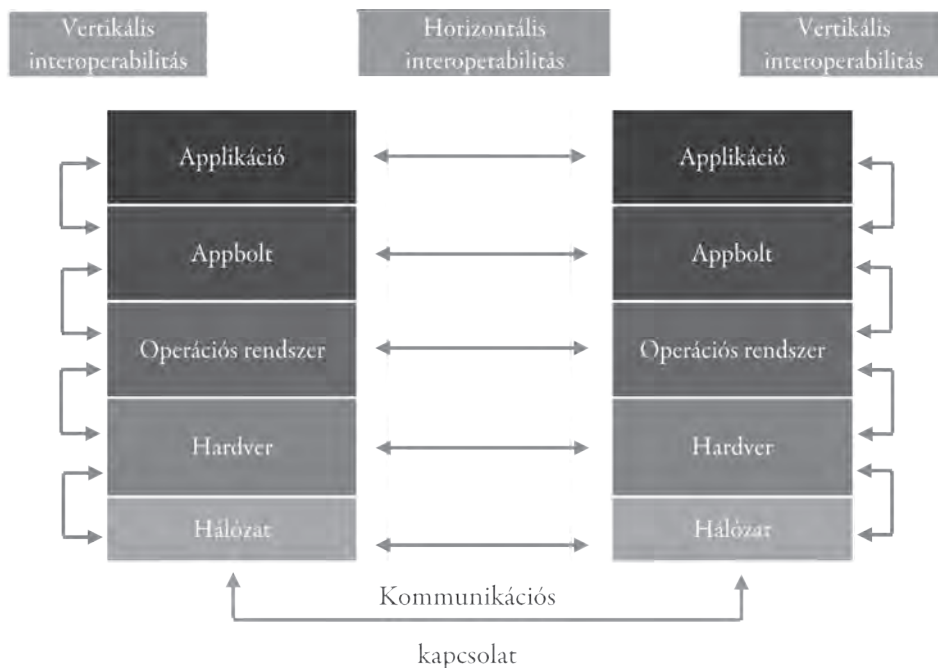 Vertikális
interoperabilitás
Horizontális
interoperabilitás
Vertikális
interoperabilitás
Applikáció
Applikáció
Appbolt
Appbolt
Operációs rendszer
Operációs rendszer
Hardver
Hardver
Hálózat
Hálózat
Kommunikációs
kapcsolat